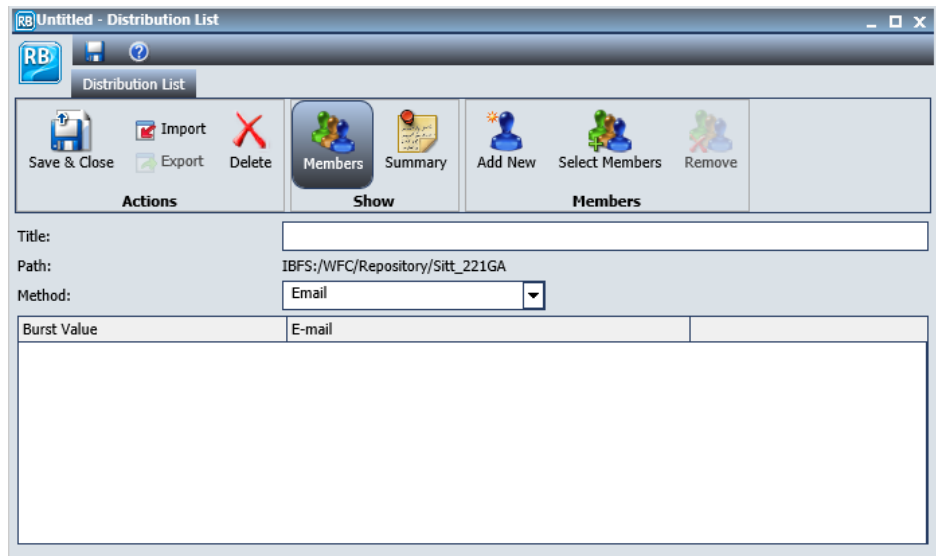 RB Untitled - Distribution List
RB
Distribution List
Import
Save & Close Export Delete Members Summary Add New Select Members Remove
Actions Show Members
Title:
Path: IBFS:/WFC/Repository/Sitt_221GA
Method: Email
Burst Value E-mail